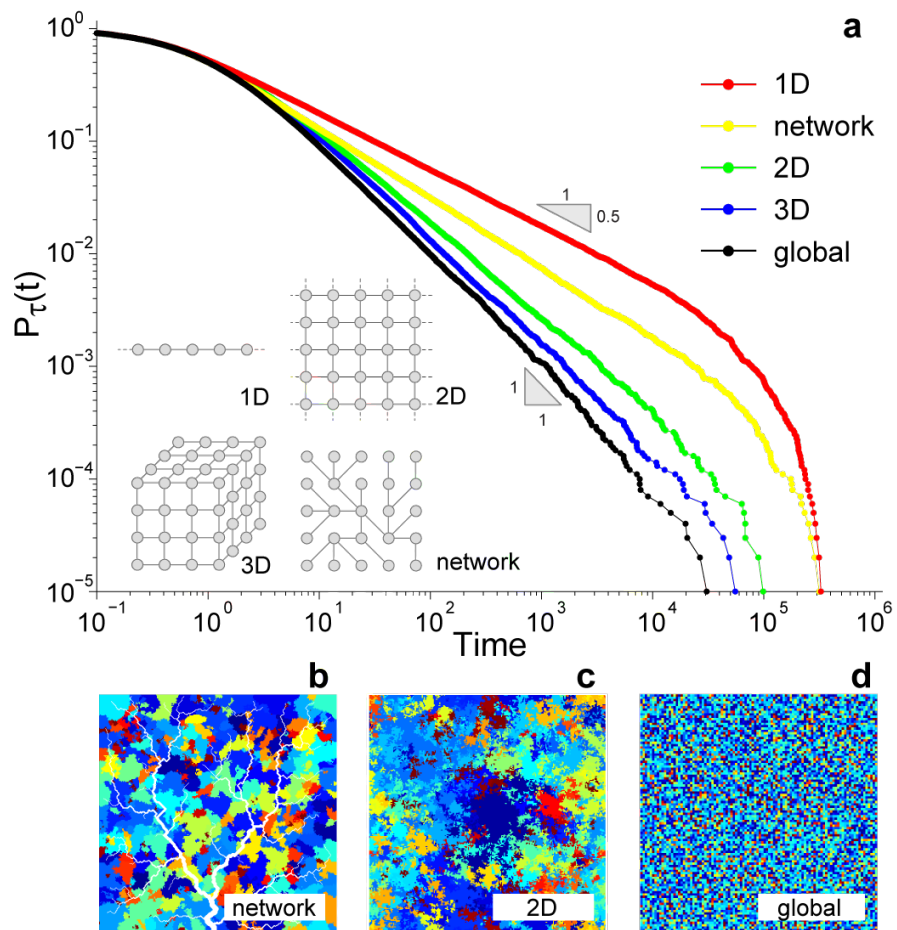 a
10^0
10^-1
10^-2
10^-3
10^-4
10^-5
P_τ(t)
1D
network
2D
3D
global
1
0.5
1
1
1D
2D
3D
network
10^-1
10^0
10^1
10^2
10^3
10^4
10^5
10^6
Time
b
c
d
network
2D
global